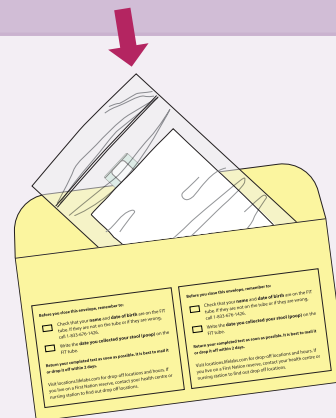 Before you close this envelope, remember to:
Check that your name and date of birth are on the FIT
tube. If they are not on the tube or if they are wrong,
call 1-833-676-1426.
Write the date you collected your stool (poop) on the
FIT tube.
Return your completed test as soon as possible. It is best to mail it
or drop it off within 2 days.
Visit locations.lifelabs.com for drop-off locations and hours. If
you live on a First Nation reserve, contact your health centre or
nursing station to find out drop-off locations.
Before you close this envelope, remember to:
Check that your name and date of birth are on the FIT
tube. If they are not on the tube or if they are wrong,
call 1-833-676-1426.
Write the date you collected your stool (poop) on the
FIT tube.
Return your completed test as soon as possible. It is best to mail it
or drop it off within 2 days.
Visit locations.lifelabs.com for drop-off locations and hours. If
you live on a First Nation reserve, contact your health centre or
nursing station to find out drop-off locations.